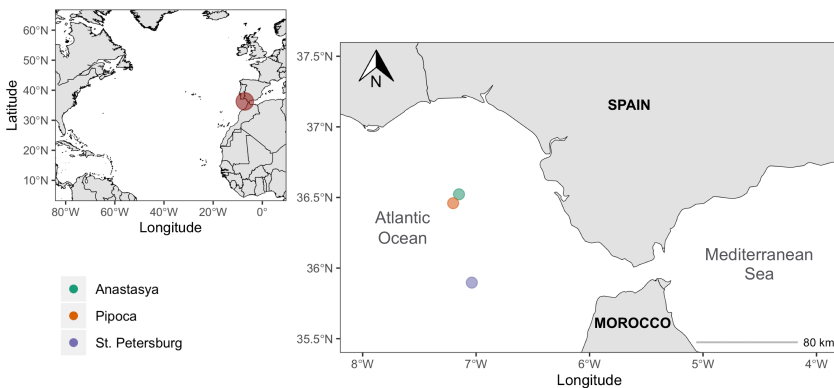 60°N
50°N
40°N
30°N
20°N
10°N
Latitude
80°W 60°W 40°W 20°W 0°
Longitude
Anastasya
Pipoca
St. Petersburg
37.5°N
37°N
36.5°N
36°N
35.5°N
N
SPAIN
Atlantic
Ocean
Mediterranean
Sea
MOROCCO
80 km
8°W 7°W 6°W 5°W 4°W
Longitude